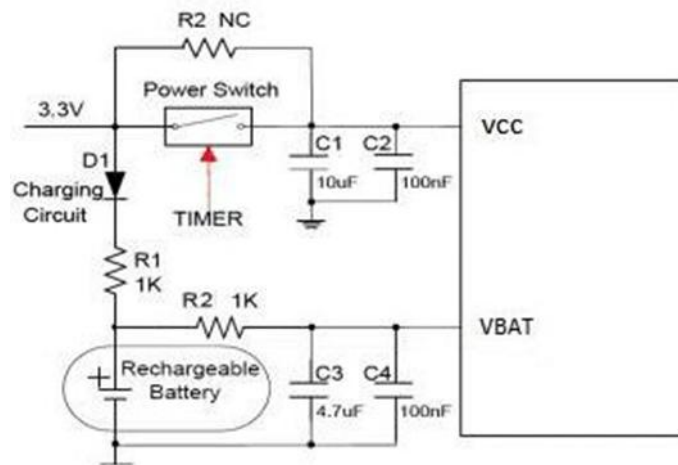 R2 NC
Power Switch
3.3V
VCC
D1
C1
C2
10uF
100nF
Charging
Circuit
TIMER
R1
1K
R2 1K
VBAT
+
Rechargeable
Battery
C3
C4
4.7uF
100nF